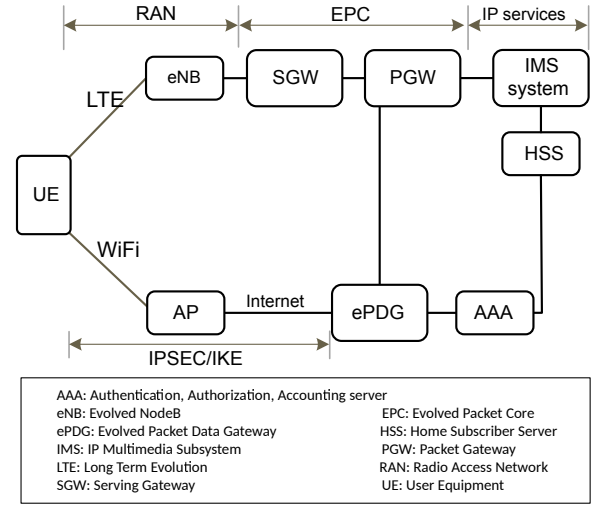 RAN EPC IP services
eNB SGW PGW IMS system
LTE
HSS
UE
WiFi
AP Internet ePDG AAA
IPSEC/IKE
AAA: Authentication, Authorization, Accounting server
eNB: Evolved NodeB EPC: Evolved Packet Core
ePDG: Evolved Packet Data Gateway HSS: Home Subscriber Server
IMS: IP Multimedia Subsystem PGW: Packet Gateway
LTE: Long Term Evolution RAN: Radio Access Network
SGW: Serving Gateway UE: User Equipment